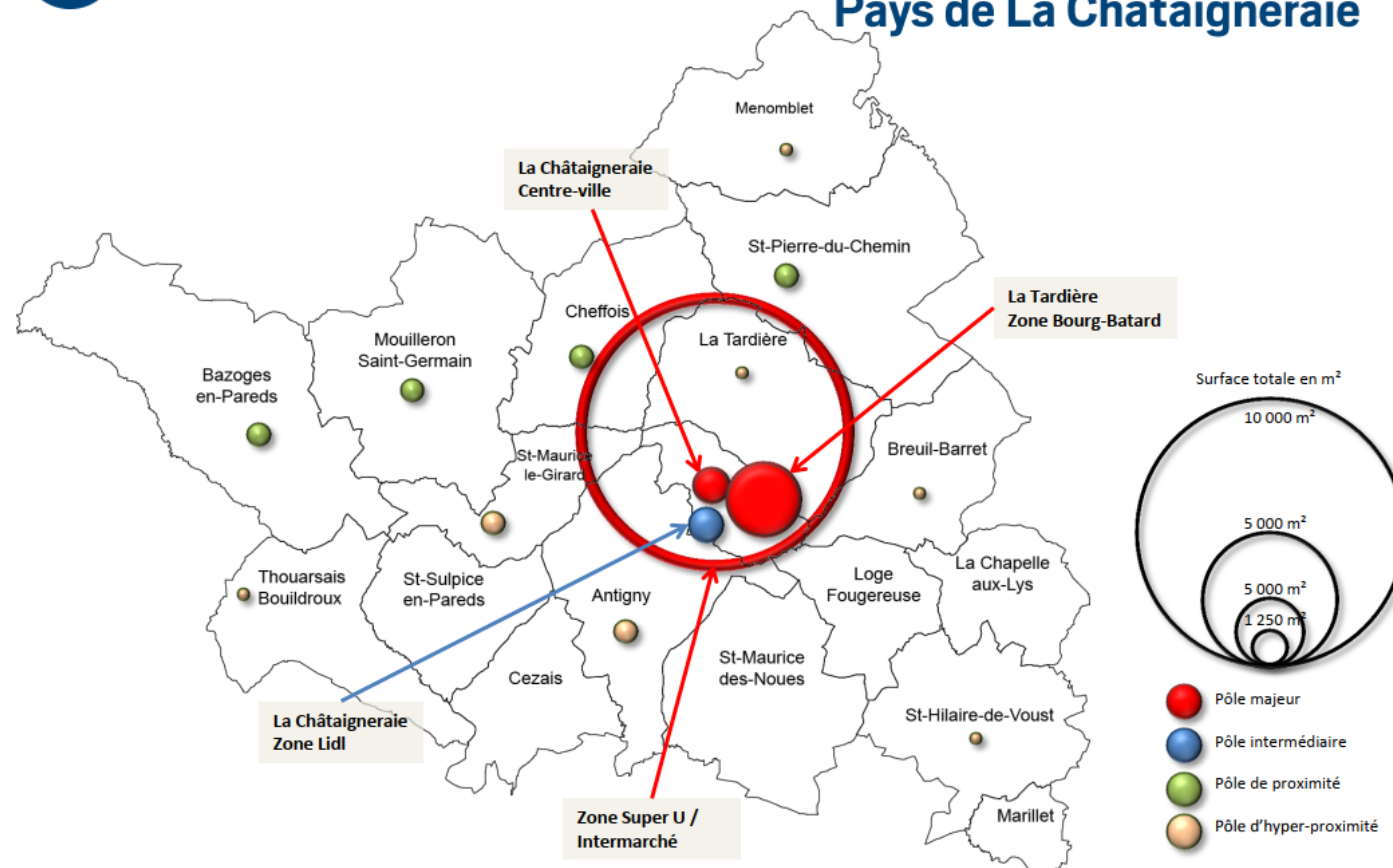 Pays de La Châtaigneraie
Menomblet
La Châtaigneraie
Centre-ville
St-Pierre-du-Chemin
La Tardière
Zone Bourg-Batard
Cheffois
Mouilleron
Saint-Germain
La Tardière
Bazoges
en-Pareds
Surface totale en m²
10 000 m²
St-Maurice
le-Girard
Breuil-Barret
5 000 m²
Thouarsais
Bouildroux
St-Sulpice
en-Pareds
Antigny
Loge
Fougereuse
La Chapelle
aux-Lys
5 000 m²
1 250 m²
Cezais
St-Maurice
des-Noues
La Châtaigneraie
Zone Lidl
St-Hilaire-de-Voust
Pôle majeur
Pôle intermédiaire
Pôle de proximité
Pôle d'hyper-proximité
Zone Super U /
Intermarché
Marillet